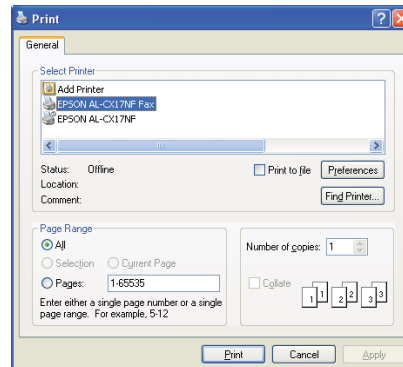 Print
General
Select Printer
Add Printer
EPSON AL-CX17NF Fax
EPSON AL-CX17NF
Status: Offline
Location:
Comment:
Print to file
Preferences
Find Printer...
Page Range
All
Selection
Current Page
Pages: 1-65535
Enter either a single page number or a single
page range. For example, 5-12
Number of copies: 1
Collate
1 1 2 2 3 3
Print
Cancel
Apply